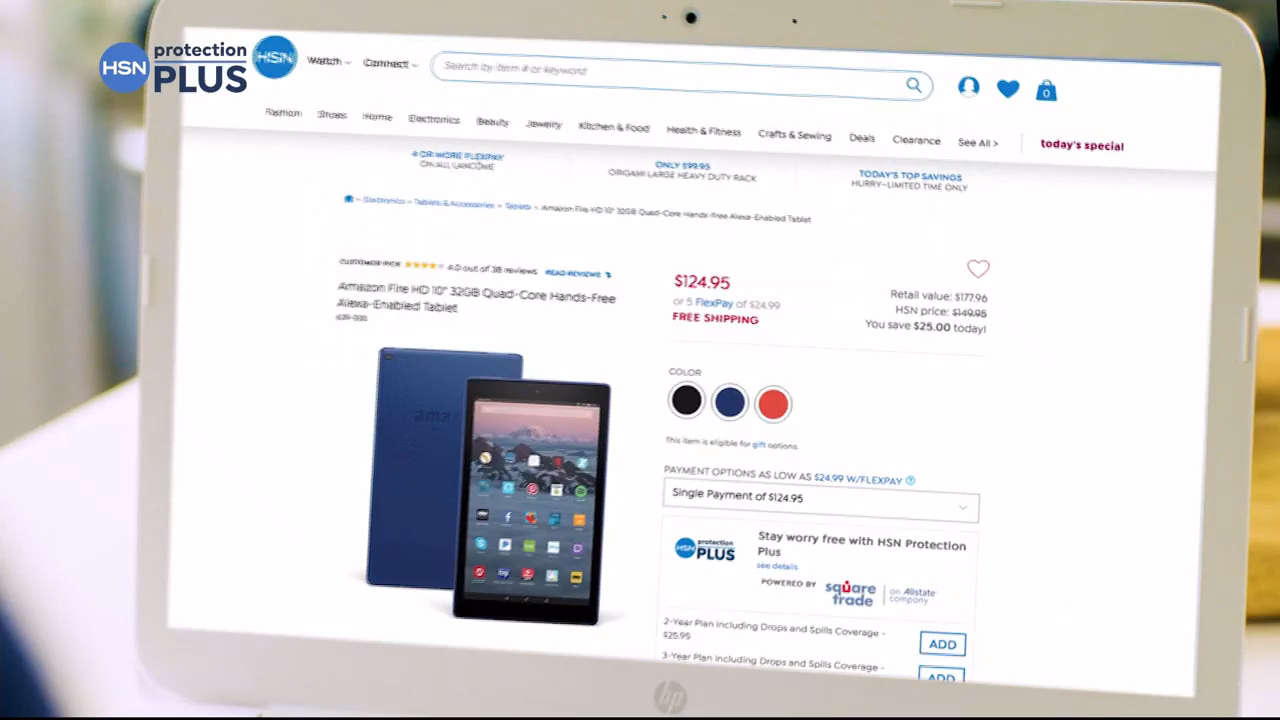 HSN protection PLUS
HSN
Watch
Connect
Search by item # or keyword
0
Fashion Shoes Home Electronics Beauty Jewelry Kitchen & Food Health & Fitness Crafts & Sewing Deals Clearance See All > today's special
4 OR MORE FLEXPAY
ON ALL LANCOME
ONLY $99.95
ORIGAMI LARGE HEAVY DUTY RACK
TODAY'S TOP SAVINGS
HURRY–LIMITED TIME ONLY
Electronics Tablets & Accessories Tablets Amazon Fire HD 10" 32GB Quad-Core Hands-Free Alexa-Enabled Tablet
CUSTOMER PICK 4.0 out of 38 reviews READ REVIEWS
Amazon Fire HD 10" 32GB Quad-Core Hands-Free
Alexa-Enabled Tablet
$124.95
or 5 FlexPay of $24.99
FREE SHIPPING
Retail value: $177.96
HSN price: $149.95
You save $25.00 today!
COLOR
This item is eligible for gift options.
PAYMENT OPTIONS AS LOW AS $24.99 W/FLEXPAY ?
Single Payment of $124.95
HSN protection PLUS
Stay worry free with HSN Protection
Plus
see details
POWERED BY square trade an Allstate company
2-Year Plan including Drops and Spills Coverage -
$25.95
ADD
3-Year Plan including Drops and Spills Coverage -
ADD
hp